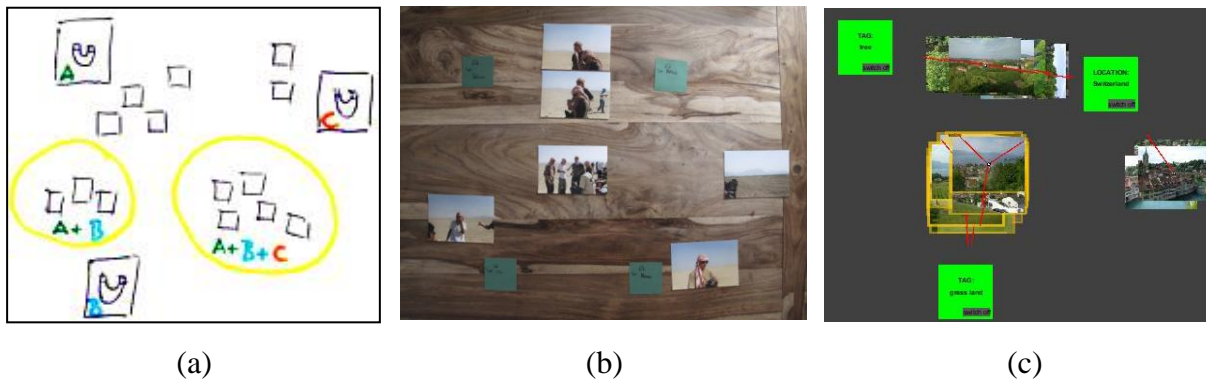 A
C
A + B
A + B + C
B
TAG:
tree
switch off
LOCATION:
Switzerland
switch off
TAG:
grass land
switch off
(a)
(b)
(c)